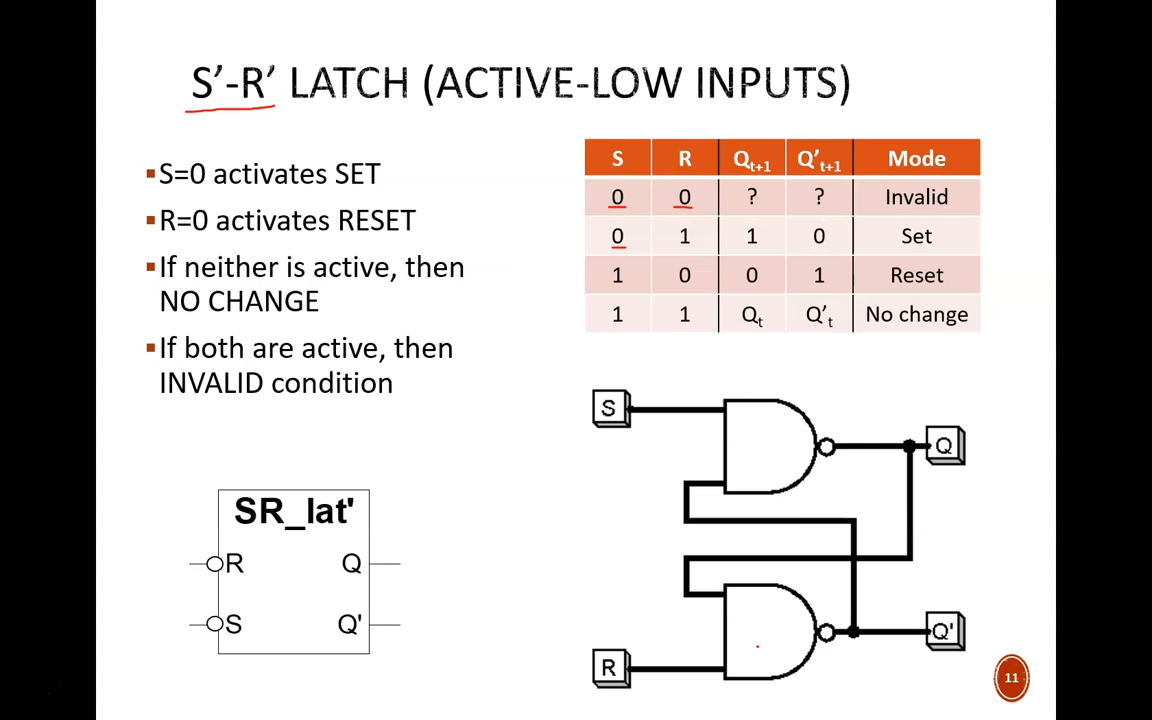 S’-R’ LATCH (ACTIVE-LOW INPUTS)
▪S=0 activates SET
▪R=0 activates RESET
▪If neither is active, then
NO CHANGE
▪If both are active, then
INVALID condition
S R Qt+1 Q’t+1 Mode
0 0 ? ? Invalid
0 1 1 0 Set
1 0 0 1 Reset
1 1 Qt Q’t No change
SR_lat'
R Q
S Q'
S
Q
Q'
R
11